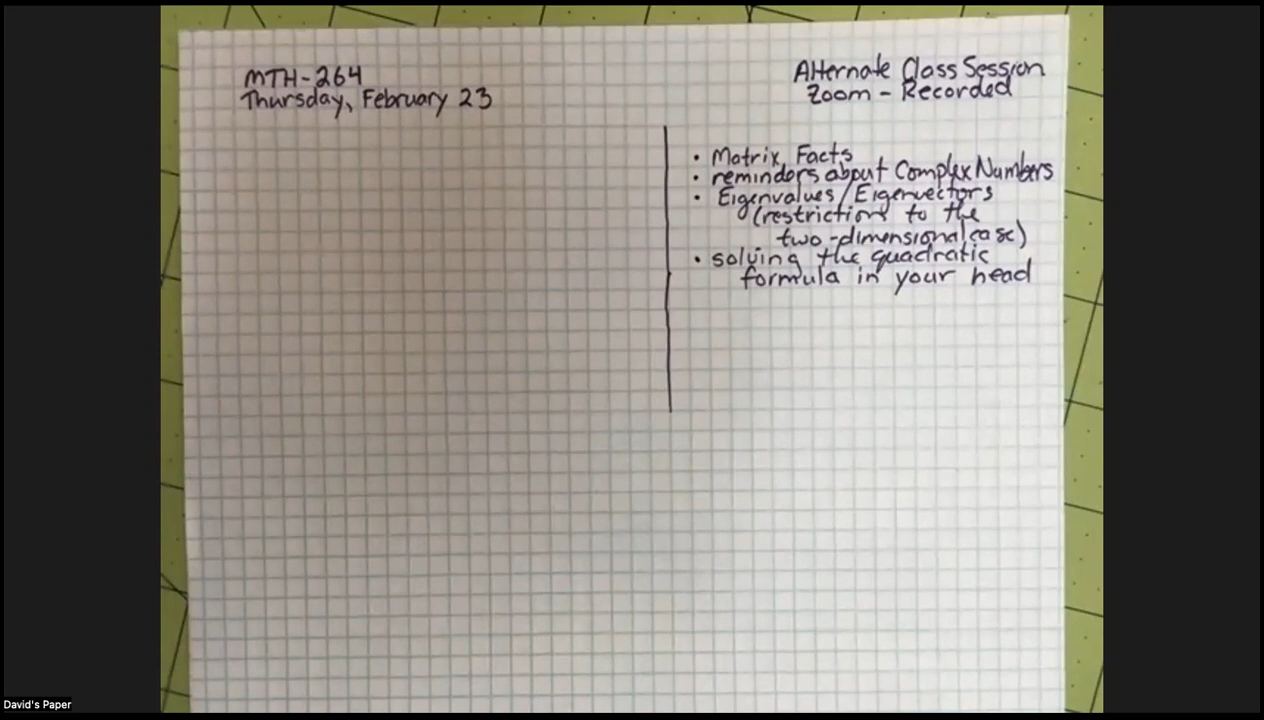 MTH-264
Thursday, February 23
Alternate Class Session
Zoom - Recorded
• Matrix Facts
• reminders about Complex Numbers
• Eigenvalues/Eigenvectors
(restriction to the
two-dimensional case)
• solving the quadratic
formula in your head
David's Paper